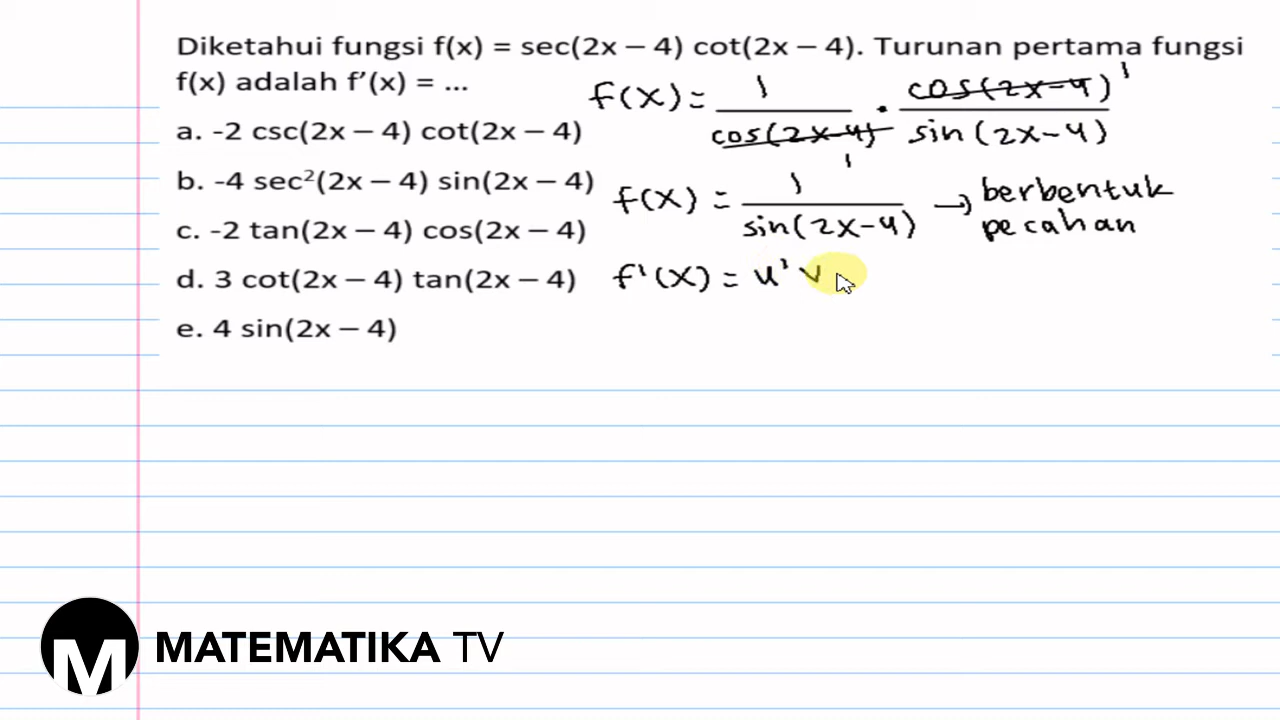 Diketahui fungsi f(x) = sec(2x – 4) cot(2x – 4). Turunan pertama fungsi
f(x) adalah f'(x) = ...
f(x) = 1/cos(2x-4) · cos(2x-4)/sin(2x-4) 1 1
a. -2 csc(2x – 4) cot(2x – 4)
b. -4 sec²(2x – 4) sin(2x – 4)
f(x) = 1/sin(2x-4) → berbentuk
pecahan
c. -2 tan(2x – 4) cos(2x – 4)
d. 3 cot(2x – 4) tan(2x – 4)
f'(x) = u'v
e. 4 sin(2x – 4)
M MATEMATIKA TV